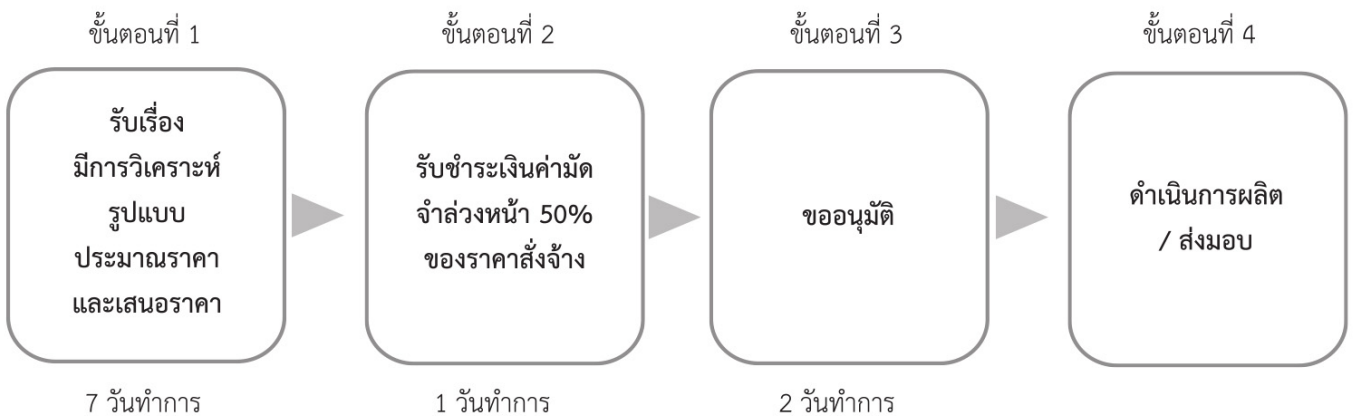 ขั้นตอนที่ 1
รับเรื่อง
มีการวิเคราะห์
รูปแบบ
ประมาณราคา
และเสนอราคา
7 วันทำการ
ขั้นตอนที่ 2
รับชำระเงินค่ามัด
จำล่วงหน้า 50%
ของราคาสั่งจ้าง
1 วันทำการ
ขั้นตอนที่ 3
ขออนุมัติ
2 วันทำการ
ขั้นตอนที่ 4
ดำเนินการผลิต
/ ส่งมอบ